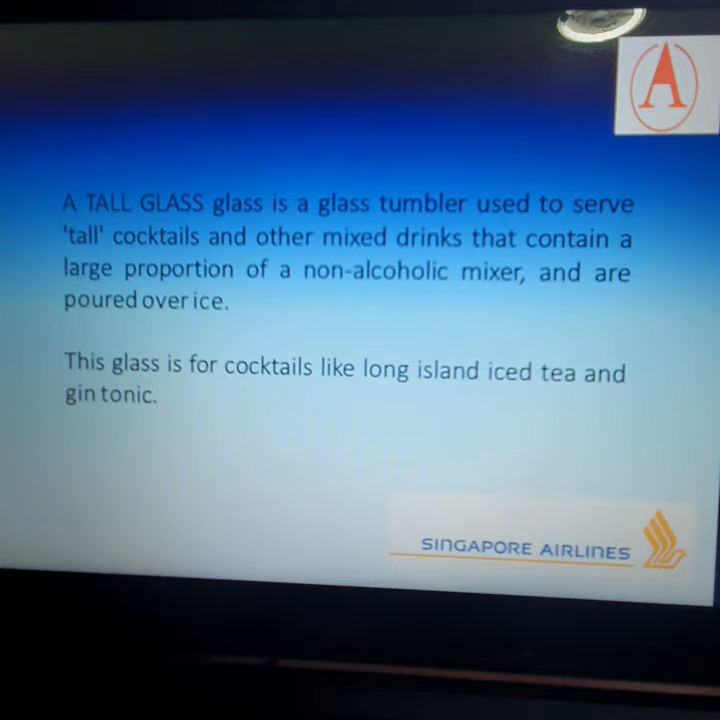 A
A TALL GLASS glass is a glass tumbler used to serve
'tall' cocktails and other mixed drinks that contain a
large proportion of a non-alcoholic mixer, and are
poured over ice.
This glass is for cocktails like long island iced tea and
gin tonic.
SINGAPORE AIRLINES